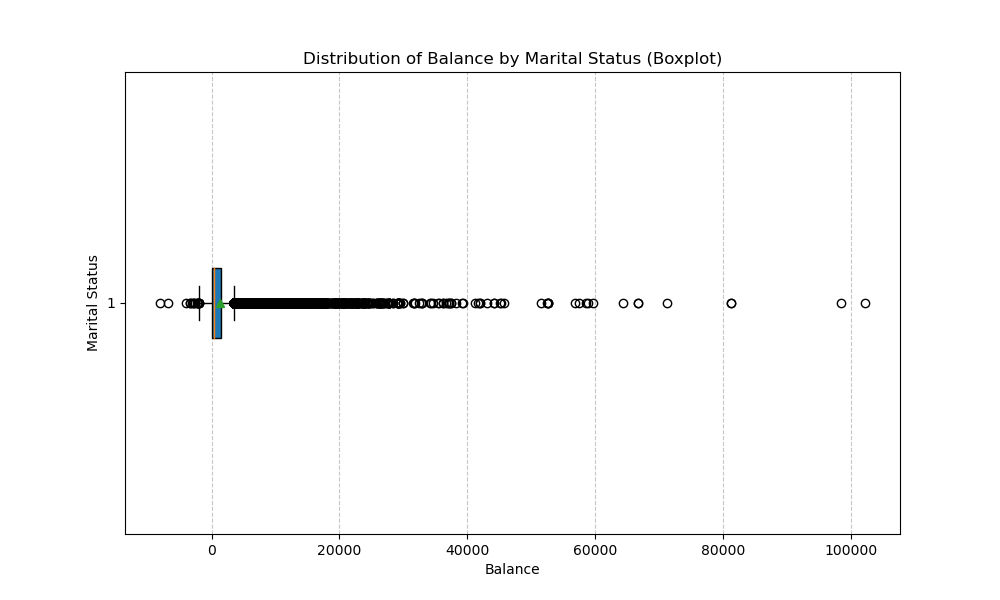 Distribution of Balance by Marital Status (Boxplot)
Marital Status
1
0 20000 40000 60000 80000 100000
Balance